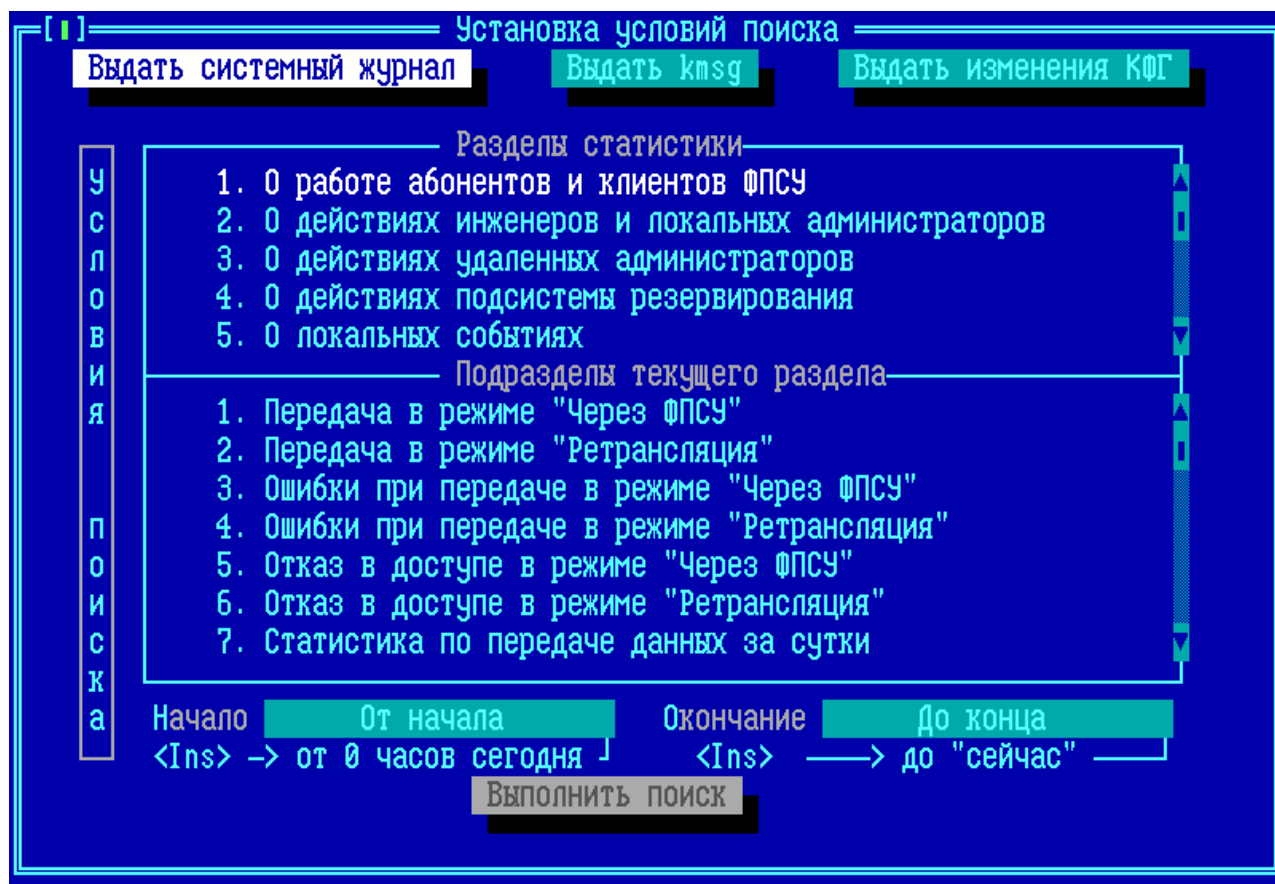 Установка условий поиска
Выдать системный журнал Выдать kmsg Выдать изменения КФГ
Условия поиска
Разделы статистики
1. О работе абонентов и клиентов ФПСУ
2. О действиях инженеров и локальных администраторов
3. О действиях удаленных администраторов
4. О действиях подсистемы резервирования
5. О локальных событиях
Подразделы текущего раздела
1. Передача в режиме "Через ФПСУ"
2. Передача в режиме "Ретрансляция"
3. Ошибки при передаче в режиме "Через ФПСУ"
4. Ошибки при передаче в режиме "Ретрансляция"
5. Отказ в доступе в режиме "Через ФПСУ"
6. Отказ в доступе в режиме "Ретрансляция"
7. Статистика по передаче данных за сутки
Начало От начала Окончание До конца
<Ins> —> от 0 часов сегодня <Ins> ——> до "сейчас"
Выполнить поиск